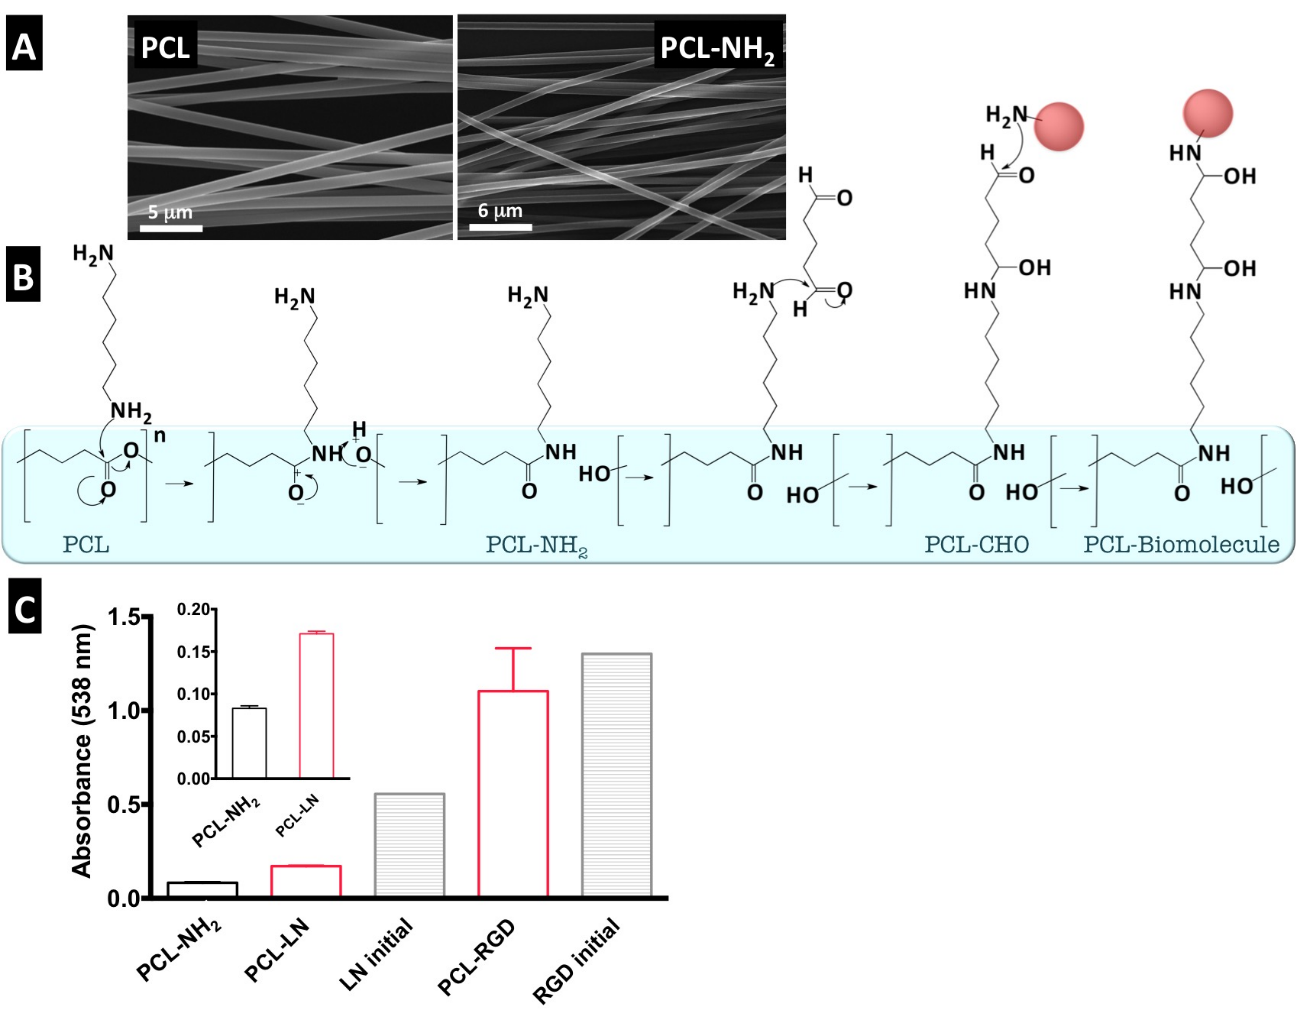 A
PCL
PCL-NH2
5 μm
6 μm
B
H2N
NH2
O
O
n
H2N
NH
H
+
O
−
+
O
−
H2N
NH
O
HO
H
O
H2N
O
H
NH
O
HO
H2N
H
O
OH
HN
NH
O
HO
HN
OH
OH
HN
NH
O
HO
PCL
PCL-NH2
PCL-CHO
PCL-Biomolecule
C
Absorbance (538 nm)
1.5
1.0
0.5
0.0
0.20
0.15
0.10
0.05
0.00
PCL-NH2
PCL-LN
PCL-NH2
PCL-LN
LN initial
PCL-RGD
RGD initial